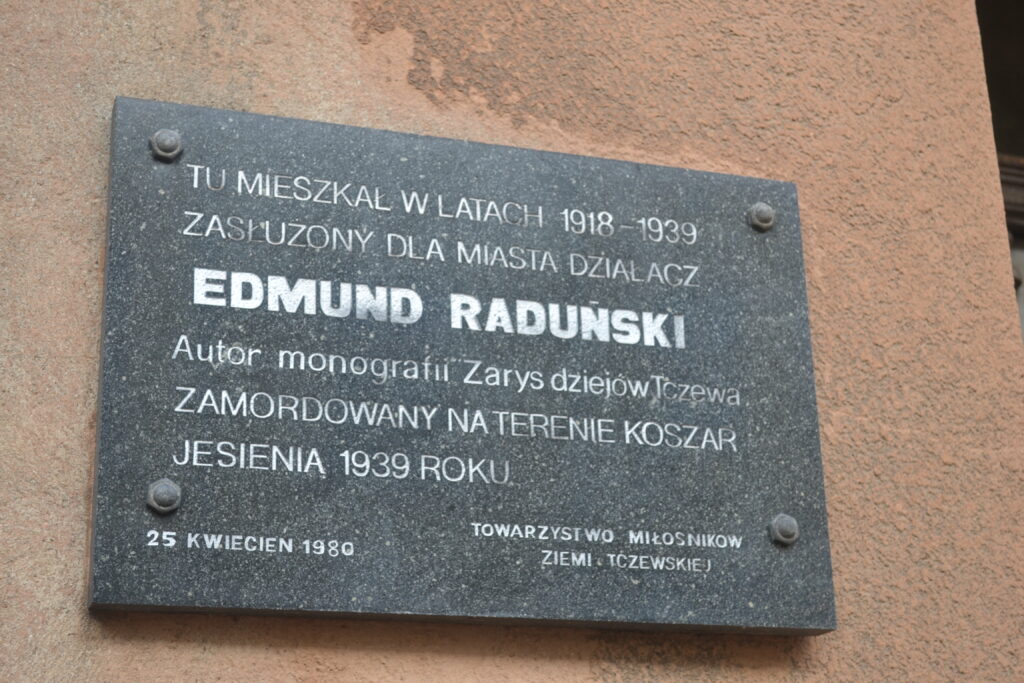 TU MIESZKAŁ W LATACH 1918-1939
ZASŁUŻONY DLA MIASTA DZIAŁACZ
EDMUND RADUŃSKI
Autor monografii "Zarys dziejów Tczewa
ZAMORDOWANY NA TERENIE KOSZAR
JESIENIA 1939 ROKU
25 KWIECIEŃ 1980
TOWARZYSTWO MIŁOŚNIKÓW
ZIEMI TCZEWSKIEJ